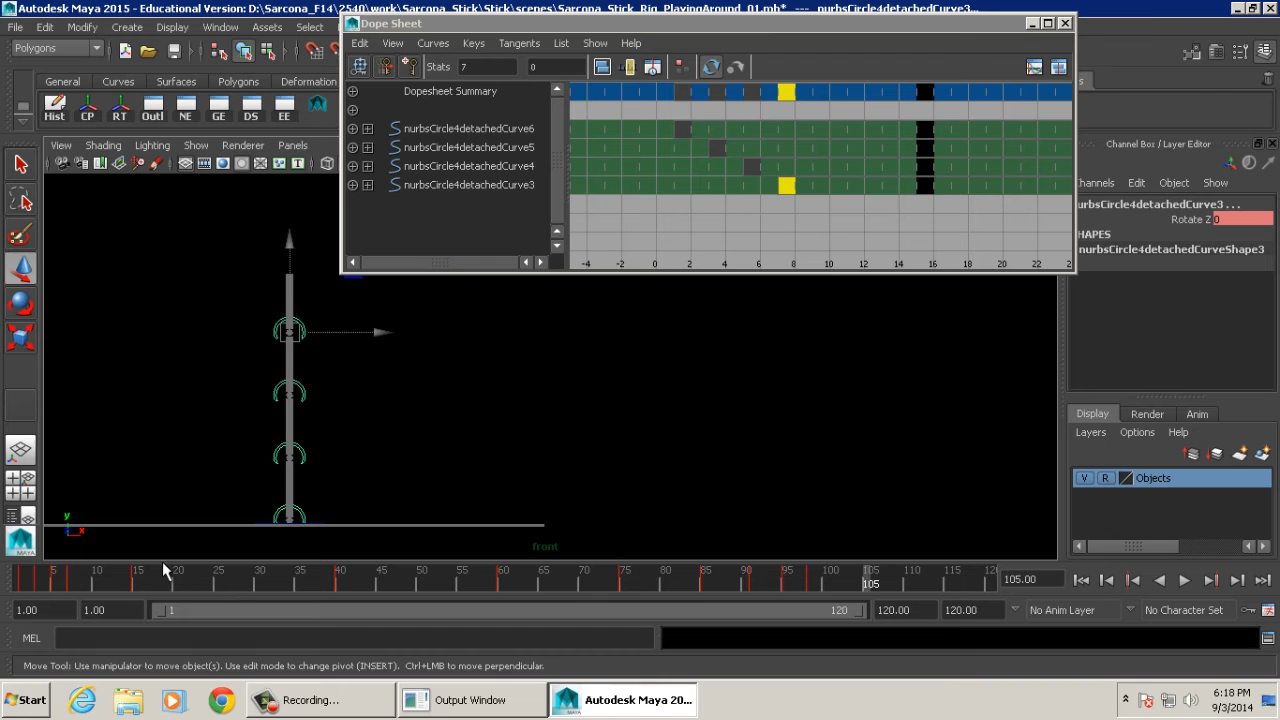 Autodesk Maya 2015 - Educational Version: D:\Sarcona_F14\2540\work\Sarcona_Stick\Stick\scenes\Sarcona_Stick_Rig_PlayingAround_01.mb* --- nurbsCircle4detachedCurve3...
File Edit Modify Create Display Window Assets
Dope Sheet
Polygons
Edit View Curves Keys Tangents List Show Help
Stats 7 0
General Curves Surfaces Polygons Deformation
Hist CP RT Outl NE GE DS EE
Dopesheet Summary
nurbsCircle4detachedCurve6
nurbsCircle4detachedCurve5
nurbsCircle4detachedCurve4
nurbsCircle4detachedCurve3
-4 -2 0 2 4 6 8 10 12 14 16 18 20 22 2
View Shading Lighting Show Renderer Panels
Channel Box / Layer Editor
hannels Edit Object Show
urbsCircle4detachedCurve3 ...
Rotate Z 0
HAPES
nurbsCircle4detachedCurveShape3
Display Render Anim
Layers Options Help
V R Objects
y
x
front
MAYA
5 10 15 20 25 30 35 40 45 50 55 60 65 70 75 80 85 90 95 100 105 110 115 120
105
105.00
1.00 1.00 1 120 120.00 120.00 No Anim Layer No Character Set
MEL
Move Tool: Use manipulator to move object(s). Use edit mode to change pivot (INSERT). Ctrl+LMB to move perpendicular.
Start Recording... Output Window Autodesk Maya 20...
6:18 PM
9/3/2014